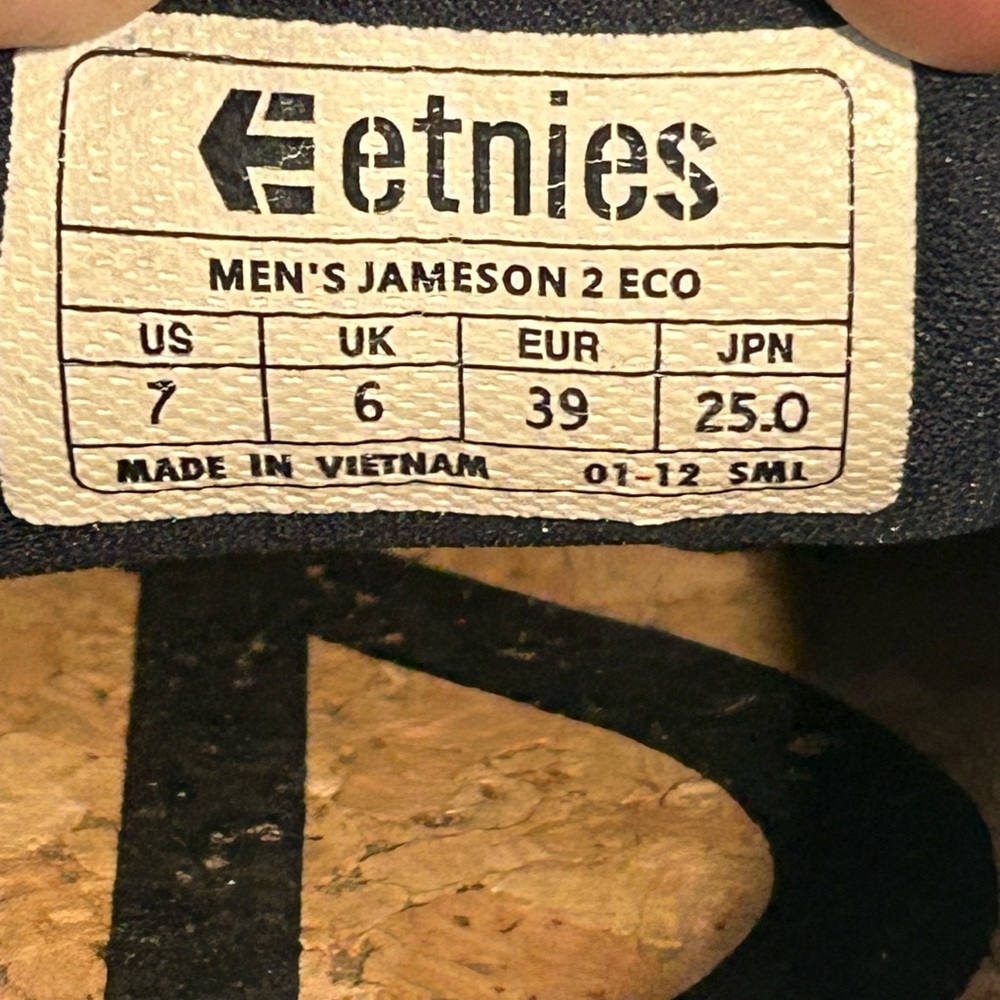 etnies
MEN'S JAMESON 2 ECO
US UK EUR JPN
7 6 39 25.0
MADE IN VIETNAM 01-12 SML